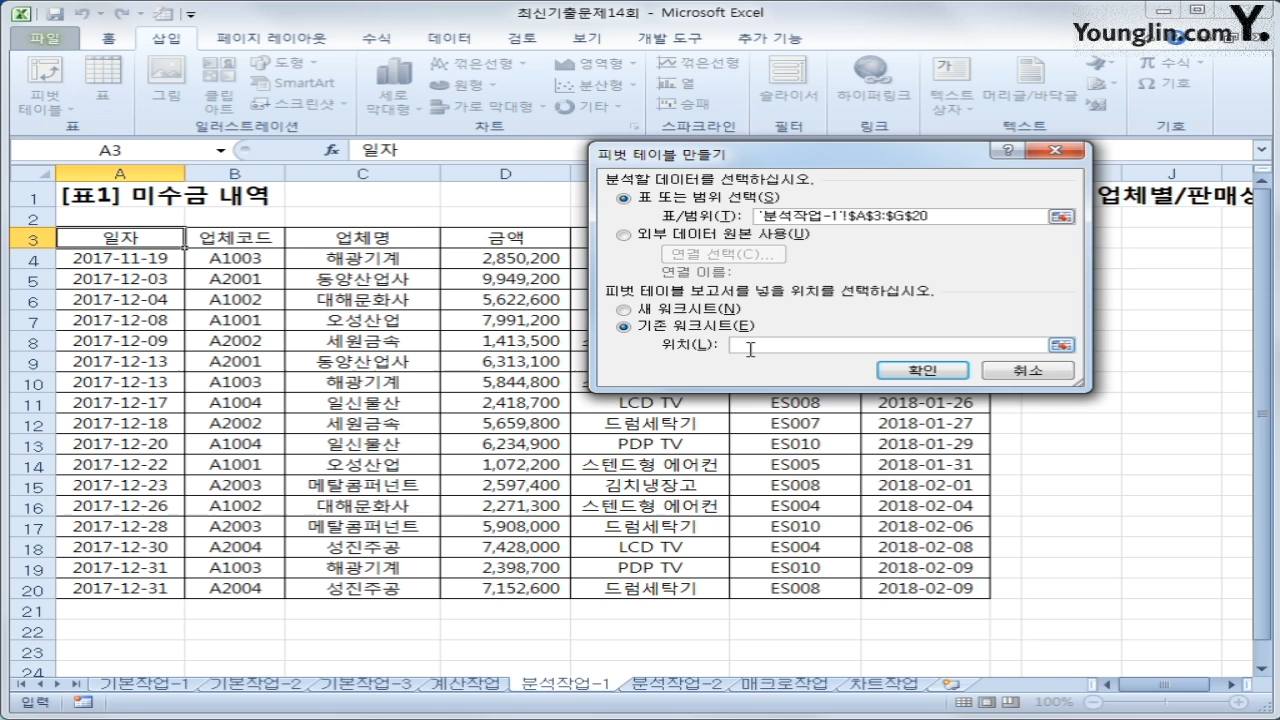 최신기출문제14회 - Microsoft Excel
Younglin.com Y.
파일 홈 삽입 페이지 레이아웃 수식 데이터 검토 보기 개발 도구 추가 기능
피벗 테이블 표 그림 클립 아트 도형 SmartArt 스크린샷 세로 막대형 꺾은선형 원형 가로 막대형 영역형 분산형 기타 꺾은선형 열 승패 슬라이서 하이퍼링크 텍스트 상자 머리글/바닥글 π 수식 Ω 기호
표 일러스트레이션 차트 스파크라인 필터 링크 텍스트 기호
A3 fx 일자
A B C D J
1 [표1] 미수금 내역 업체별/판매상
2
3 일자 업체코드 업체명 금액
4 2017-11-19 A1003 해광기계 2,850,200
5 2017-12-03 A2001 동양산업사 9,949,200
6 2017-12-04 A1002 대해문화사 5,622,600
7 2017-12-08 A1001 오성산업 7,991,200
8 2017-12-09 A2002 세원금속 1,413,500
9 2017-12-13 A2001 동양산업사 6,313,100
10 2017-12-13 A1003 해광기계 5,844,800
11 2017-12-17 A1004 일신물산 2,418,700 LCD TV ES008 2018-01-26
12 2017-12-18 A2002 세원금속 5,659,800 드럼세탁기 ES007 2018-01-27
13 2017-12-20 A1004 일신물산 6,234,900 PDP TV ES010 2018-01-29
14 2017-12-22 A1001 오성산업 1,072,200 스텐드형 에어컨 ES005 2018-01-31
15 2017-12-23 A2003 메탈콤퍼넌트 2,597,400 김치냉장고 ES008 2018-02-01
16 2017-12-26 A1002 대해문화사 2,271,300 스텐드형 에어컨 ES004 2018-02-04
17 2017-12-28 A2003 메탈콤퍼넌트 5,908,000 드럼세탁기 ES010 2018-02-06
18 2017-12-30 A2004 성진주공 7,428,000 LCD TV ES004 2018-02-08
19 2017-12-31 A1003 해광기계 2,398,700 PDP TV ES010 2018-02-09
20 2017-12-31 A2004 성진주공 7,152,600 드럼세탁기 ES008 2018-02-09
21
22
23
24
피벗 테이블 만들기
분석할 데이터를 선택하십시오.
표 또는 범위 선택(S)
표/범위(T): '분석작업-1'!$A$3:$G$20
외부 데이터 원본 사용(U)
연결 선택(C)...
연결 이름:
피벗 테이블 보고서를 넣을 위치를 선택하십시오.
새 워크시트(N)
기존 워크시트(E)
위치(L):
확인 취소
기본작업-1 기본작업-2 기본작업-3 계산작업 분석작업-1 분석작업-2 매크로작업 차트작업
입력 100%